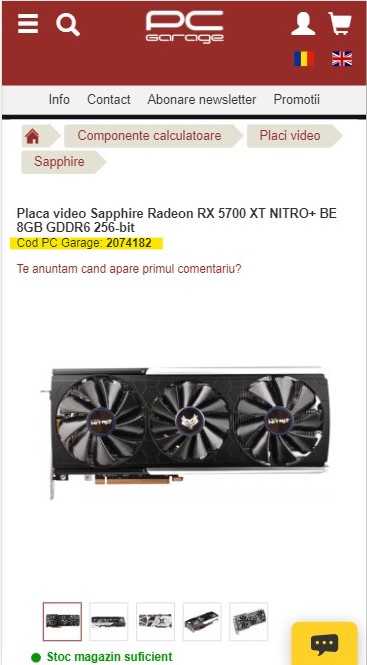 PC
Garage
Info Contact Abonare newsletter Promotii
Componente calculatoare Placi video
Sapphire
Placa video Sapphire Radeon RX 5700 XT NITRO+ BE
8GB GDDR6 256-bit
Cod PC Garage: 2074182
Te anuntam cand apare primul comentariu?
Stoc magazin suficient